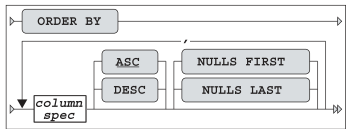 ORDER BY
,
ASC NULLS FIRST
DESC NULLS LAST
column
spec